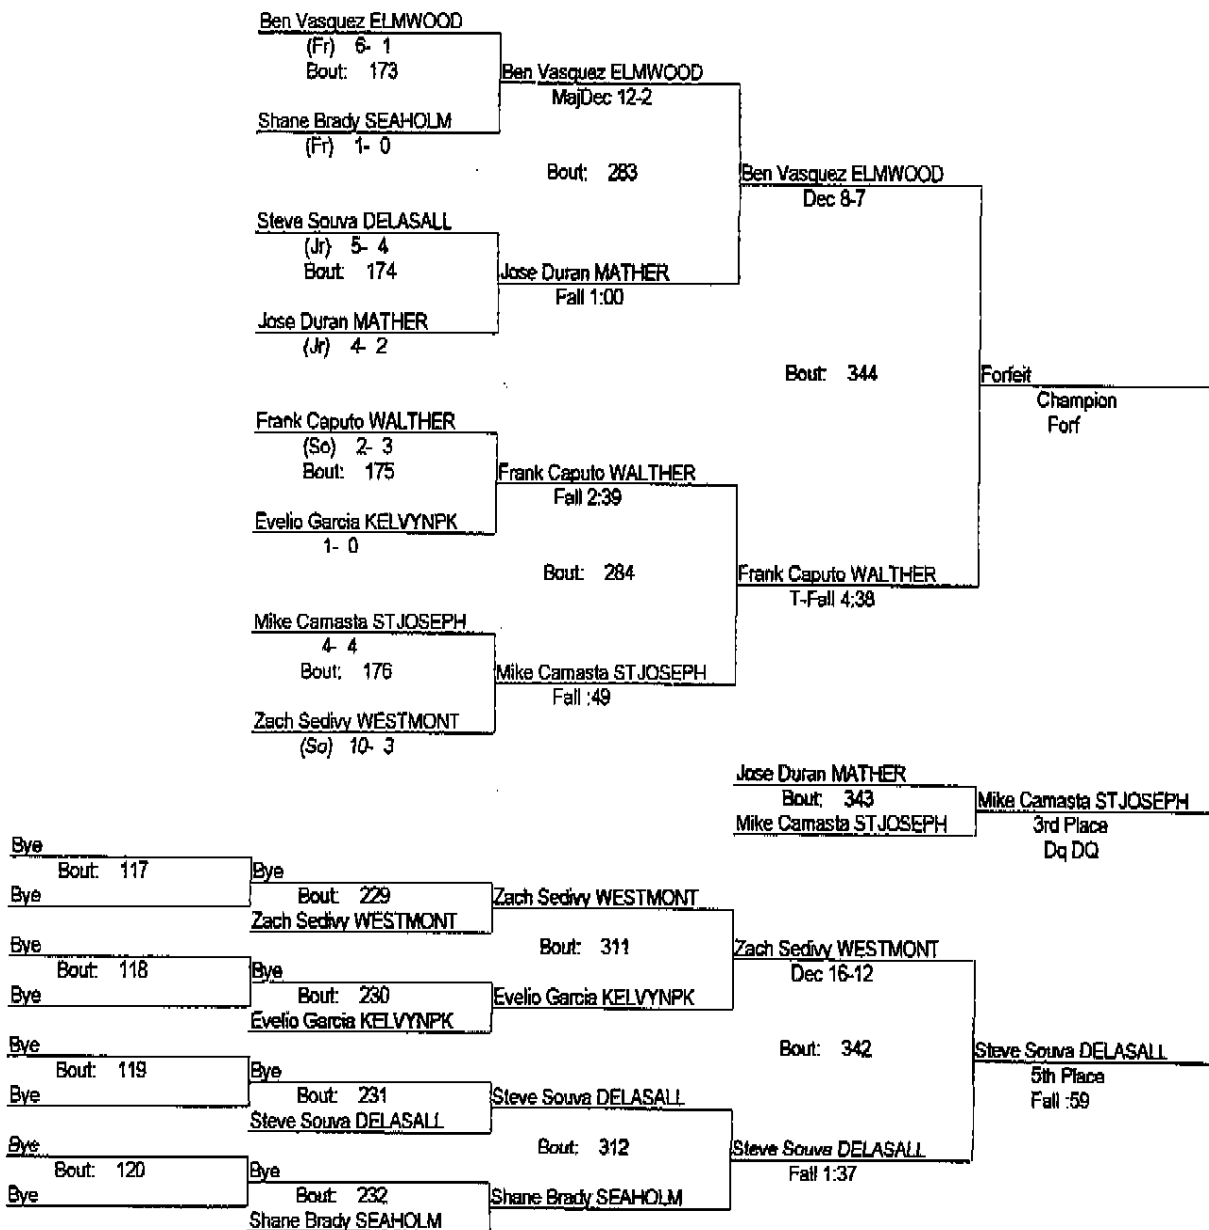 Ben Vasquez ELMWOOD
(Fr) 6- 1
Bout: 173
Ben Vasquez ELMWOOD
MajDec 12-2
Shane Brady SEAHOLM
(Fr) 1- 0
Bout: 283
Ben Vasquez ELMWOOD
Dec 8-7
Steve Souva DELASALL
(Jr) 5- 4
Bout: 174
Jose Duran MATHER
Fall 1:00
Jose Duran MATHER
(Jr) 4- 2
Bout: 344
Forfeit
Champion
Forf
Frank Caputo WALTHER
(So) 2- 3
Bout: 175
Frank Caputo WALTHER
Fall 2:39
Evelio Garcia KELVYNPK
1- 0
Bout: 284
Frank Caputo WALTHER
T-Fall 4:38
Mike Camasta STJOSEPH
4- 4
Bout: 176
Mike Camasta STJOSEPH
Fall :49
Zach Sedivy WESTMONT
(So) 10- 3
Jose Duran MATHER
Bout: 343
Mike Camasta STJOSEPH
Mike Camasta STJOSEPH
3rd Place
Dq DQ
Bye
Bout: 117
Bye
Bye
Bout: 229
Zach Sedivy WESTMONT
Zach Sedivy WESTMONT
Bye
Bout: 118
Bye
Bye
Bout: 230
Evelio Garcia KELVYNPK
Evelio Garcia KELVYNPK
Bout: 311
Zach Sedivy WESTMONT
Dec 16-12
Bye
Bout: 119
Bye
Bye
Bout: 231
Steve Souva DELASALL
Steve Souva DELASALL
Bout: 342
Steve Souva DELASALL
5th Place
Fall :59
Bye
Bout: 120
Bye
Bye
Bout: 232
Shane Brady SEAHOLM
Shane Brady SEAHOLM
Bout: 312
Steve Souva DELASALL
Fall 1:37